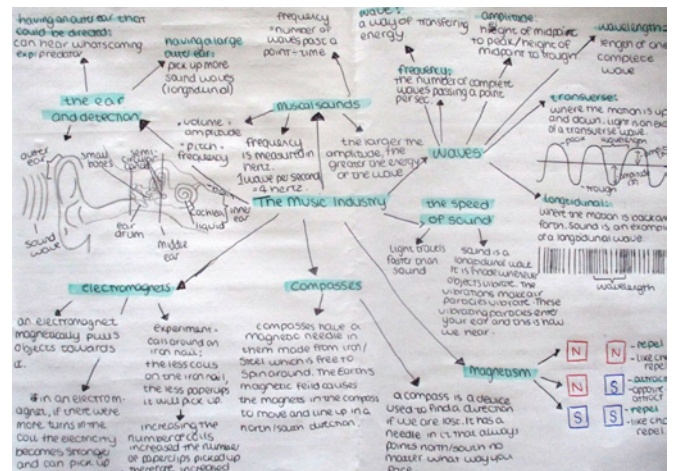 having an outer ear that
could be directed:
can hear whats coming
exp: predator
having a large
outer ear:
pick up more
sound waves
(longitudinal)
the ear
and detection
outer
ear
small
bones
semi-
circular
canals
sound
wave
ear
drum
middle
ear
cochlea
liquid
inner
ear
frequency
= number of
waves past a
point ÷ time
musical sounds
• volume =
amplitude
• pitch =
frequency
frequency
is measured in
hertz.
1 wave per second
the larger the
amplitude, the
greater the energy
of the wave
The Music Industry
waves:
a way of transferring
energy
frequency:
the number of complete
waves passing a point
per sec.
amplitude:
height of midpoint
to peak/height of
midpoint to trough
wavelength:
length of one
complete
wave
waves
transverse:
where the motion is up
and down. Light is an ex
of a transverse wave.
peak
wavelength
trough
longitudinal:
where the motion is back and
forth. Sound is an example
of a longitudinal wave.
wavelength
the speed
of sound
light travels
faster than
sound
sound is a
longitudinal wave
It is made whenever
objects vibrate. The
vibrations make air
particles vibrate. These
vibrating particles enter
your ear and this is how
we hear.
electromagnets
an electromagnet
magnetically pulls
objects towards
it.
if in an electrom-
agnet, if there were
more turns in the
coil the electricity
becomes stronger
and can pick up
experiment -
coils around an
iron nail:
the less coils
on the iron nail,
the less paperclips
it will pick up.
increasing the
number of coils
increased the number
of paperclips picked up
therefore increased
compasses
compasses have a
magnetic needle in
them made from iron/
steel which is free to
spin around. The Earth's
magnetic feild causes
the magnets in the compass
to move and line up in a
north/south direction.
a compass is a device
used to find a direction
if we are lost. It has a
needle in it that always
points north/south no
matter what way you
face.
magnetism
N N - repel
- like
repel
N S - attract
- opposite
attract
S S - repel
- like
repel